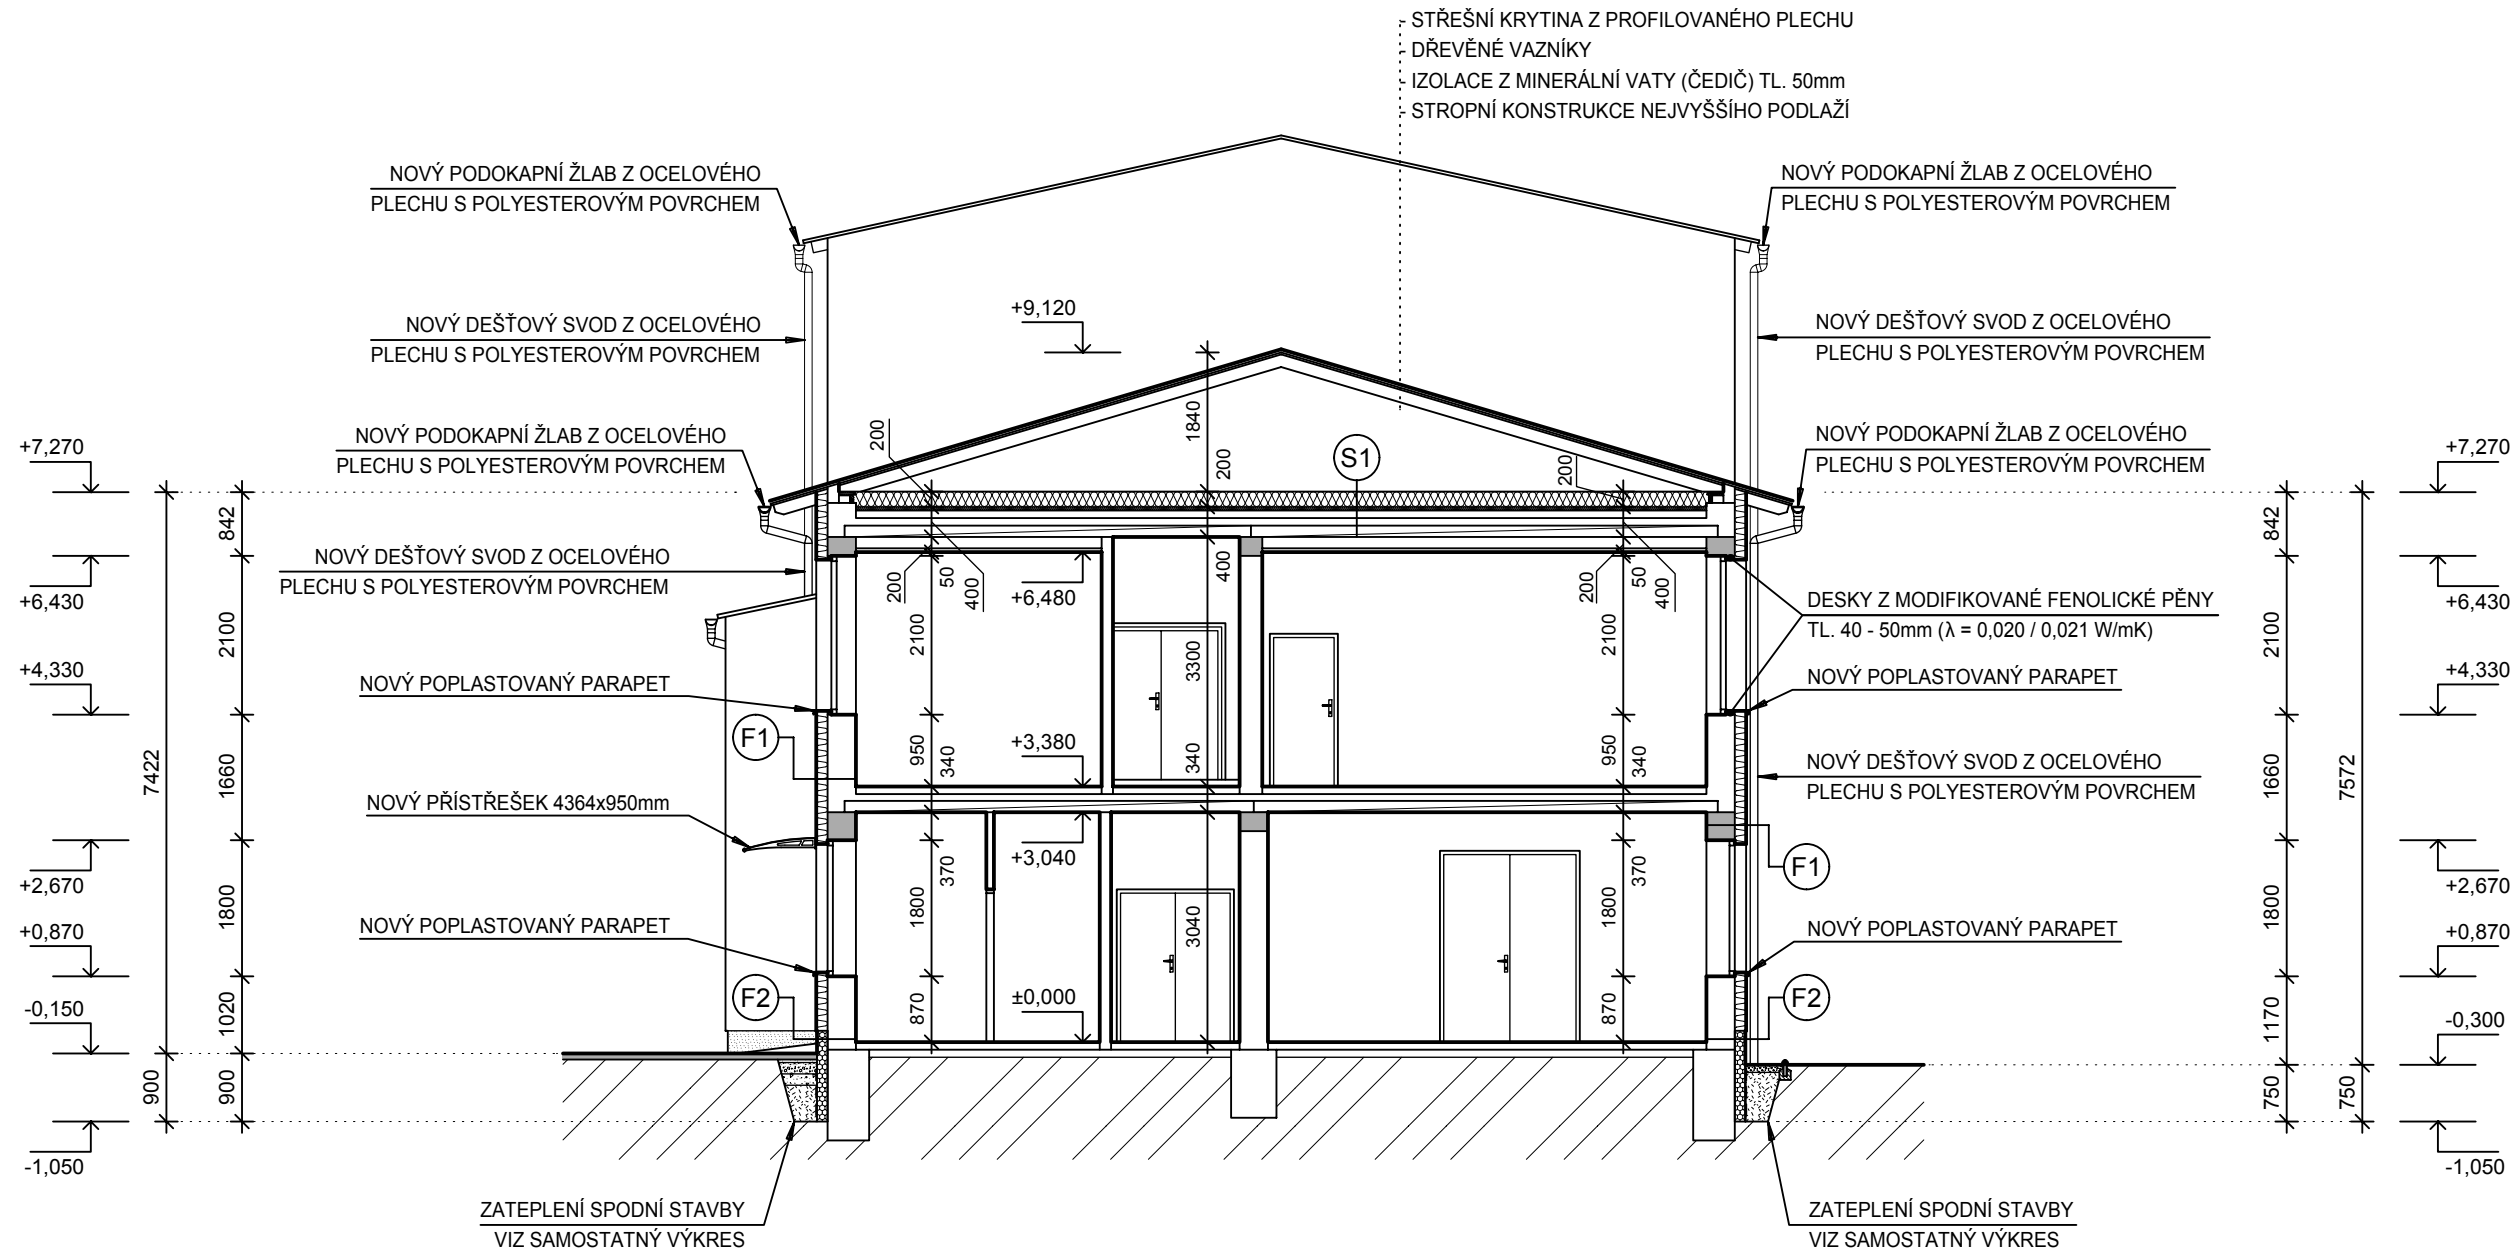 - STŘEŠNÍ KRYTINA Z PROFILOVANÉHO PLECHU
- DŘEVĚNÉ VAZNÍKY
- IZOLACE Z MINERÁLNÍ VATY (ČEDIČ) TL. 50mm
- STROPNÍ KONSTRUKCE NEJVYŠŠÍHO PODLAŽÍ
NOVÝ PODOKAPNÍ ŽLAB Z OCELOVÉHO
PLECHU S POLYESTEROVÝM POVRCHEM
NOVÝ DEŠŤOVÝ SVOD Z OCELOVÉHO
PLECHU S POLYESTEROVÝM POVRCHEM
NOVÝ PODOKAPNÍ ŽLAB Z OCELOVÉHO
PLECHU S POLYESTEROVÝM POVRCHEM
NOVÝ DEŠŤOVÝ SVOD Z OCELOVÉHO
PLECHU S POLYESTEROVÝM POVRCHEM
NOVÝ POPLASTOVANÝ PARAPET
F1
NOVÝ PŘÍSTŘEŠEK 4364x950mm
NOVÝ POPLASTOVANÝ PARAPET
F2
ZATEPLENÍ SPODNÍ STAVBY
VIZ SAMOSTATNÝ VÝKRES
+7,270
+6,430
+4,330
+2,670
+0,870
-0,150
-1,050
7422
900
842
2100
1660
1800
1020
900
+9,120
+6,480
+3,380
+3,040
±0,000
200
200
50
400
2100
950
340
370
1800
870
1840
200
400
3300
340
3040
S1
200
200
50
400
2100
950
340
370
1800
870
NOVÝ PODOKAPNÍ ŽLAB Z OCELOVÉHO
PLECHU S POLYESTEROVÝM POVRCHEM
NOVÝ DEŠŤOVÝ SVOD Z OCELOVÉHO
PLECHU S POLYESTEROVÝM POVRCHEM
NOVÝ PODOKAPNÍ ŽLAB Z OCELOVÉHO
PLECHU S POLYESTEROVÝM POVRCHEM
DESKY Z MODIFIKOVANÉ FENOLICKÉ PĚNY
TL. 40 - 50mm (λ = 0,020 / 0,021 W/mK)
NOVÝ POPLASTOVANÝ PARAPET
NOVÝ DEŠŤOVÝ SVOD Z OCELOVÉHO
PLECHU S POLYESTEROVÝM POVRCHEM
F1
NOVÝ POPLASTOVANÝ PARAPET
F2
ZATEPLENÍ SPODNÍ STAVBY
VIZ SAMOSTATNÝ VÝKRES
842
2100
1660
1800
1170
750
7572
750
+7,270
+6,430
+4,330
+2,670
+0,870
-0,300
-1,050